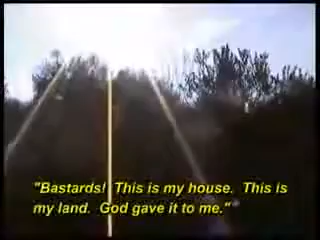 "Bastards!  This is my house.  This is
my land.  God gave it to me."